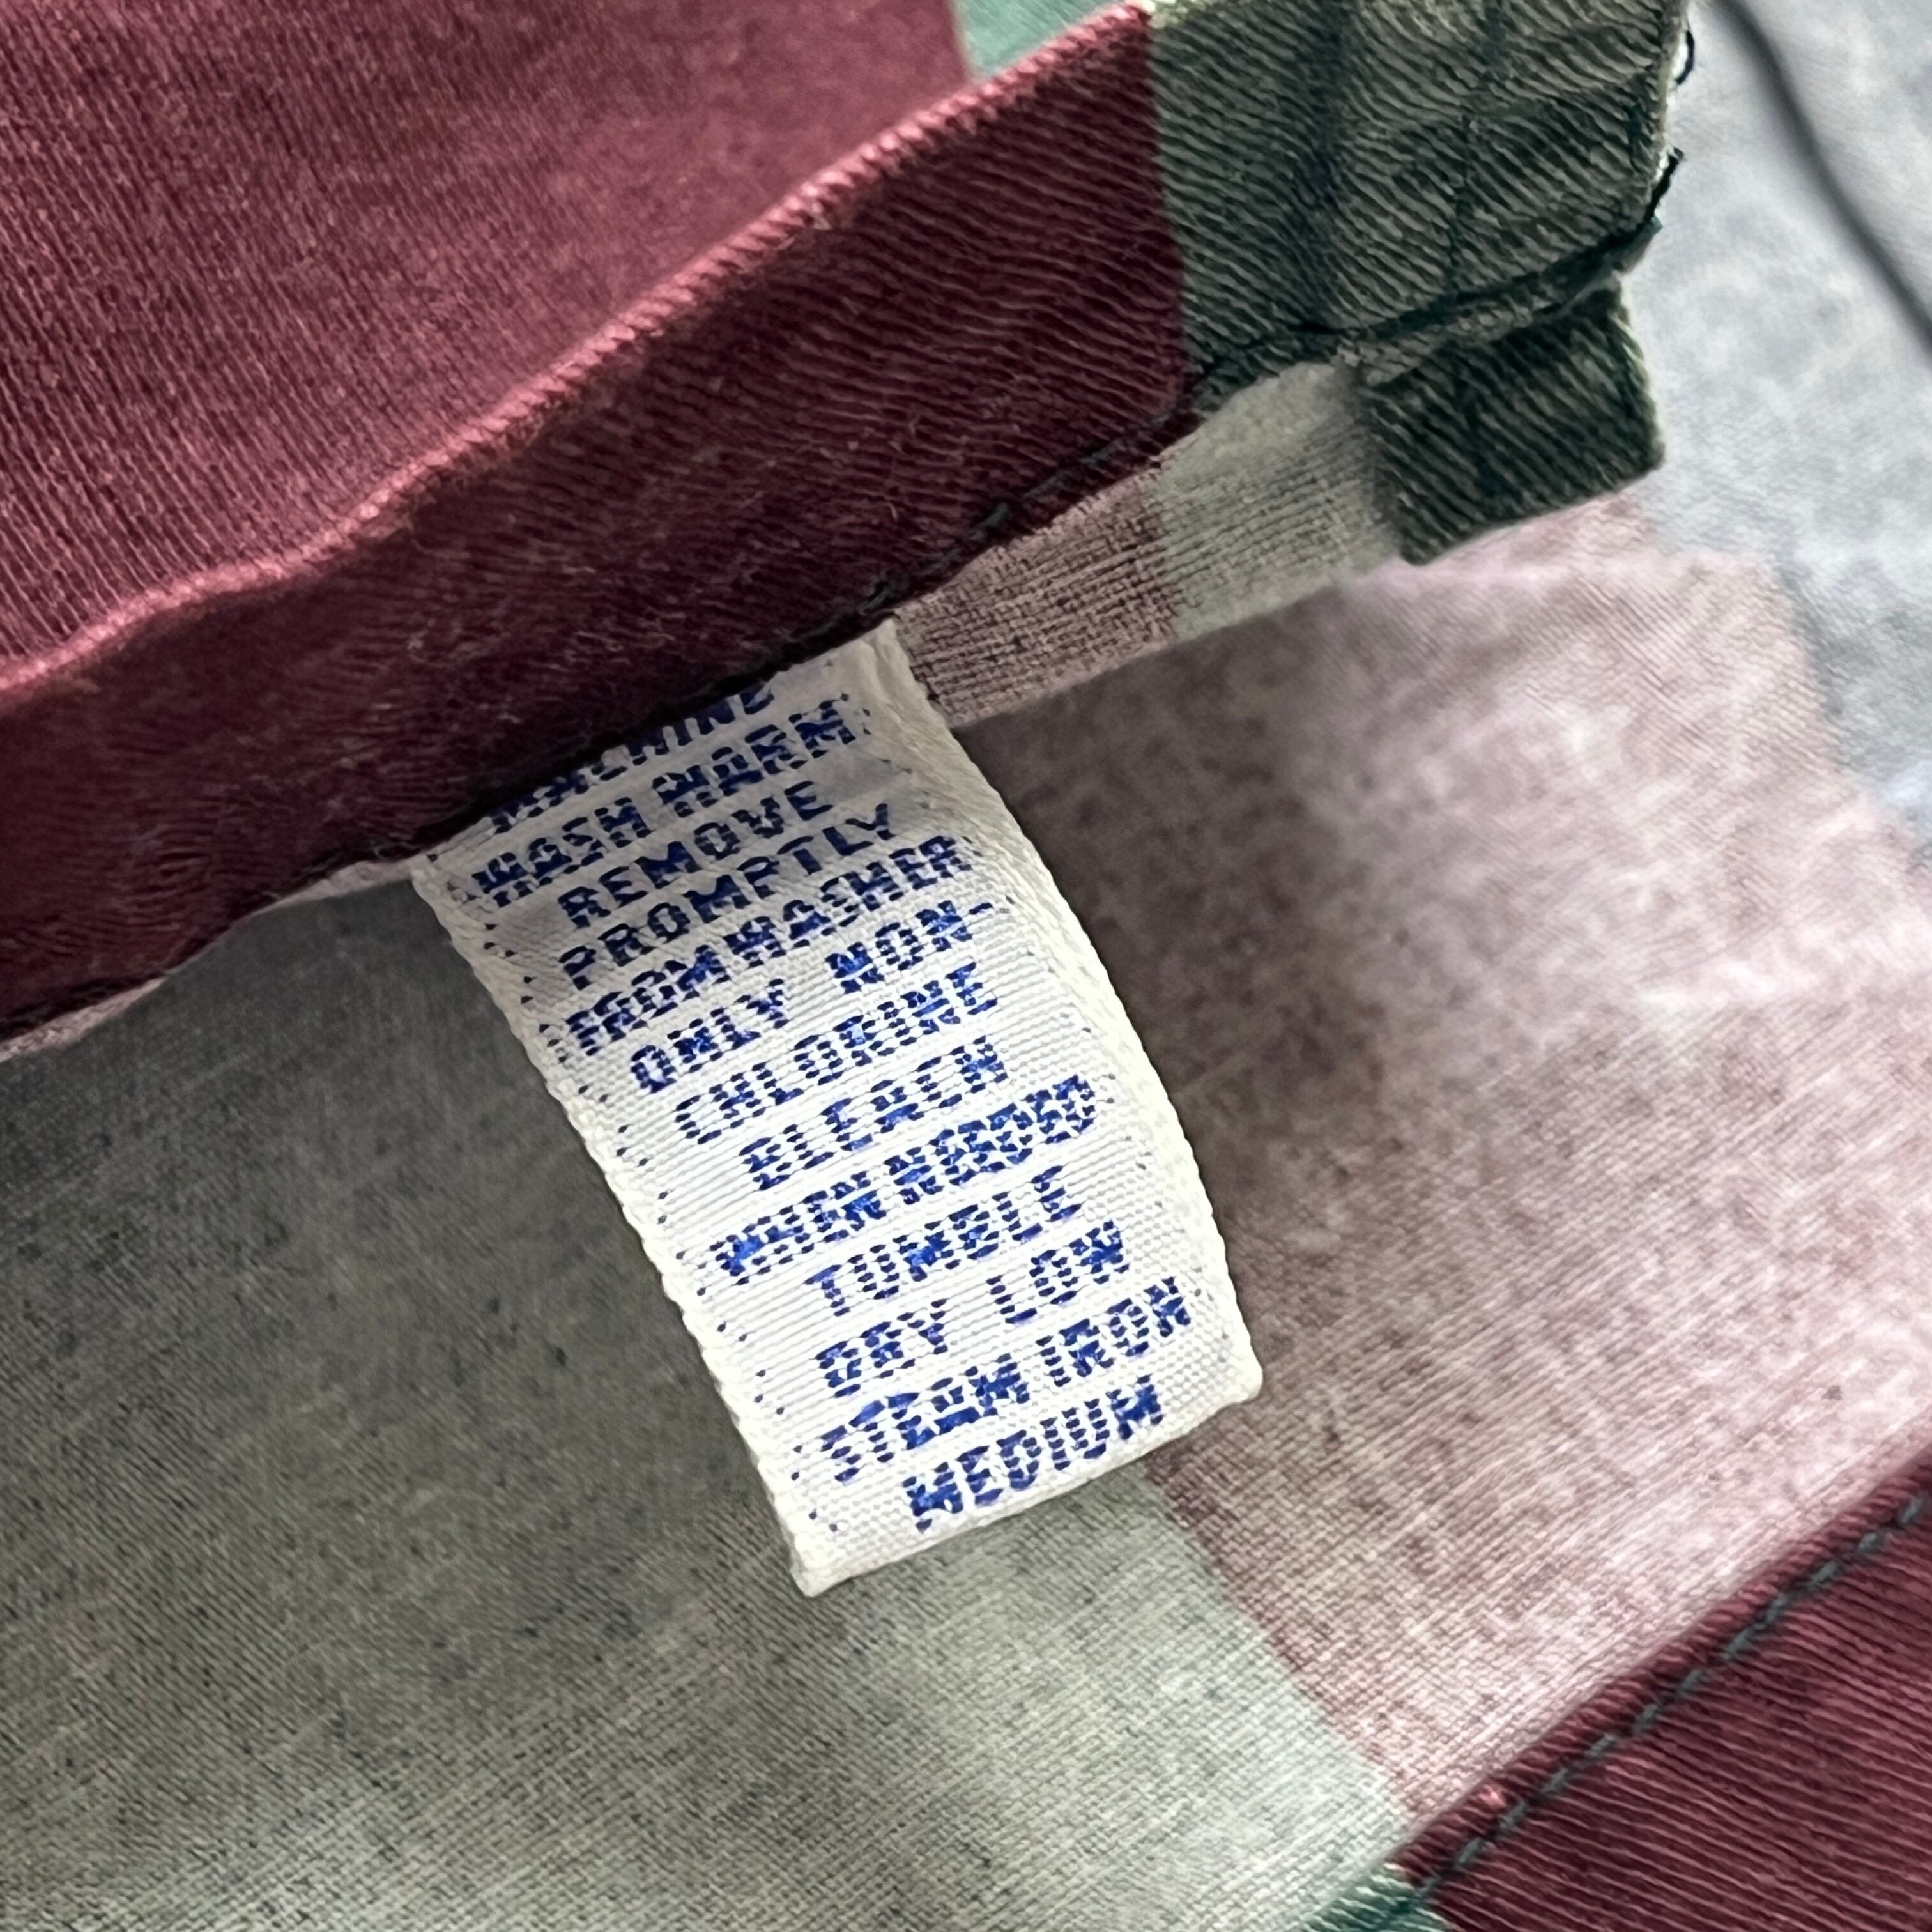 MACHINE
WASH WARM
REMOVE
PROMPTLY
FROM WASHER
ONLY NON-
CHLORINE
BLEACH
WHEN NEEDED
TUMBLE
DRY LOW
STEAM IRON
MEDIUM